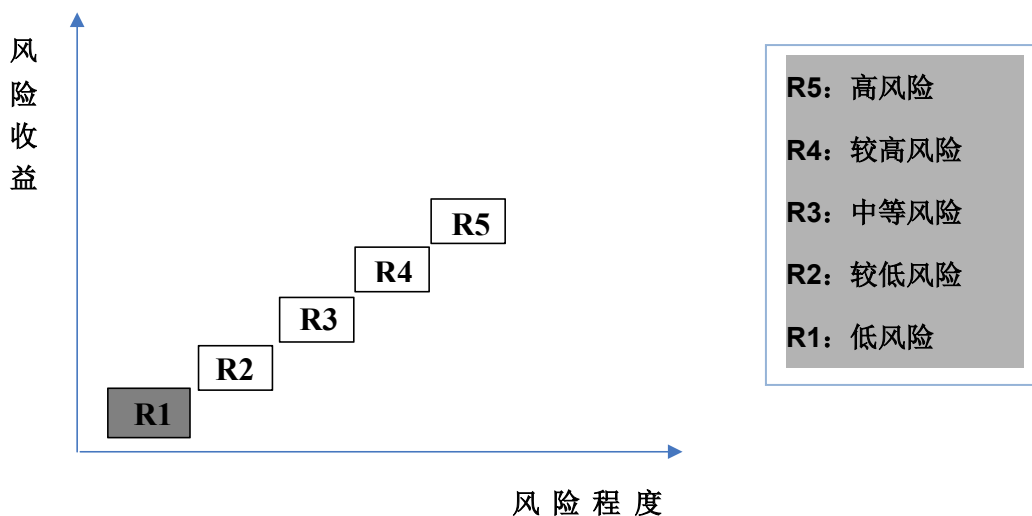 风
险
收
益
R5：高风险
R4：较高风险
R3：中等风险
R2：较低风险
R1：低风险
R5
R4
R3
R2
R1
风 险 程 度